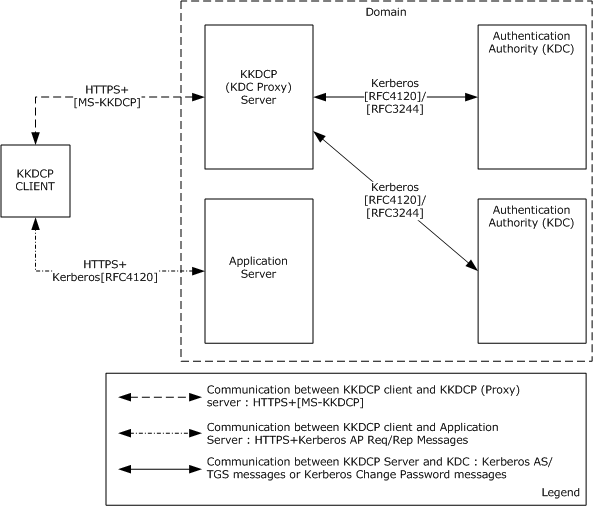 Domain
KKDCP
(KDC Proxy)
Server
Authentication
Authority (KDC)
HTTPS+
[MS-KKDCP]
Kerberos
[RFC4120]/
[RFC3244]
KKDCP
CLIENT
Kerberos
[RFC4120]/
[RFC3244]
Authentication
Authority (KDC)
HTTPS+
Kerberos[RFC4120]
Application
Server
Communication between KKDCP client and KKDCP (Proxy)
server : HTTPS+[MS-KKDCP]
Communication between KKDCP client and Application
Server : HTTPS+Kerberos AP Req/Rep Messages
Communication between KKDCP Server and KDC : Kerberos AS/
TGS messages or Kerberos Change Password messages
Legend